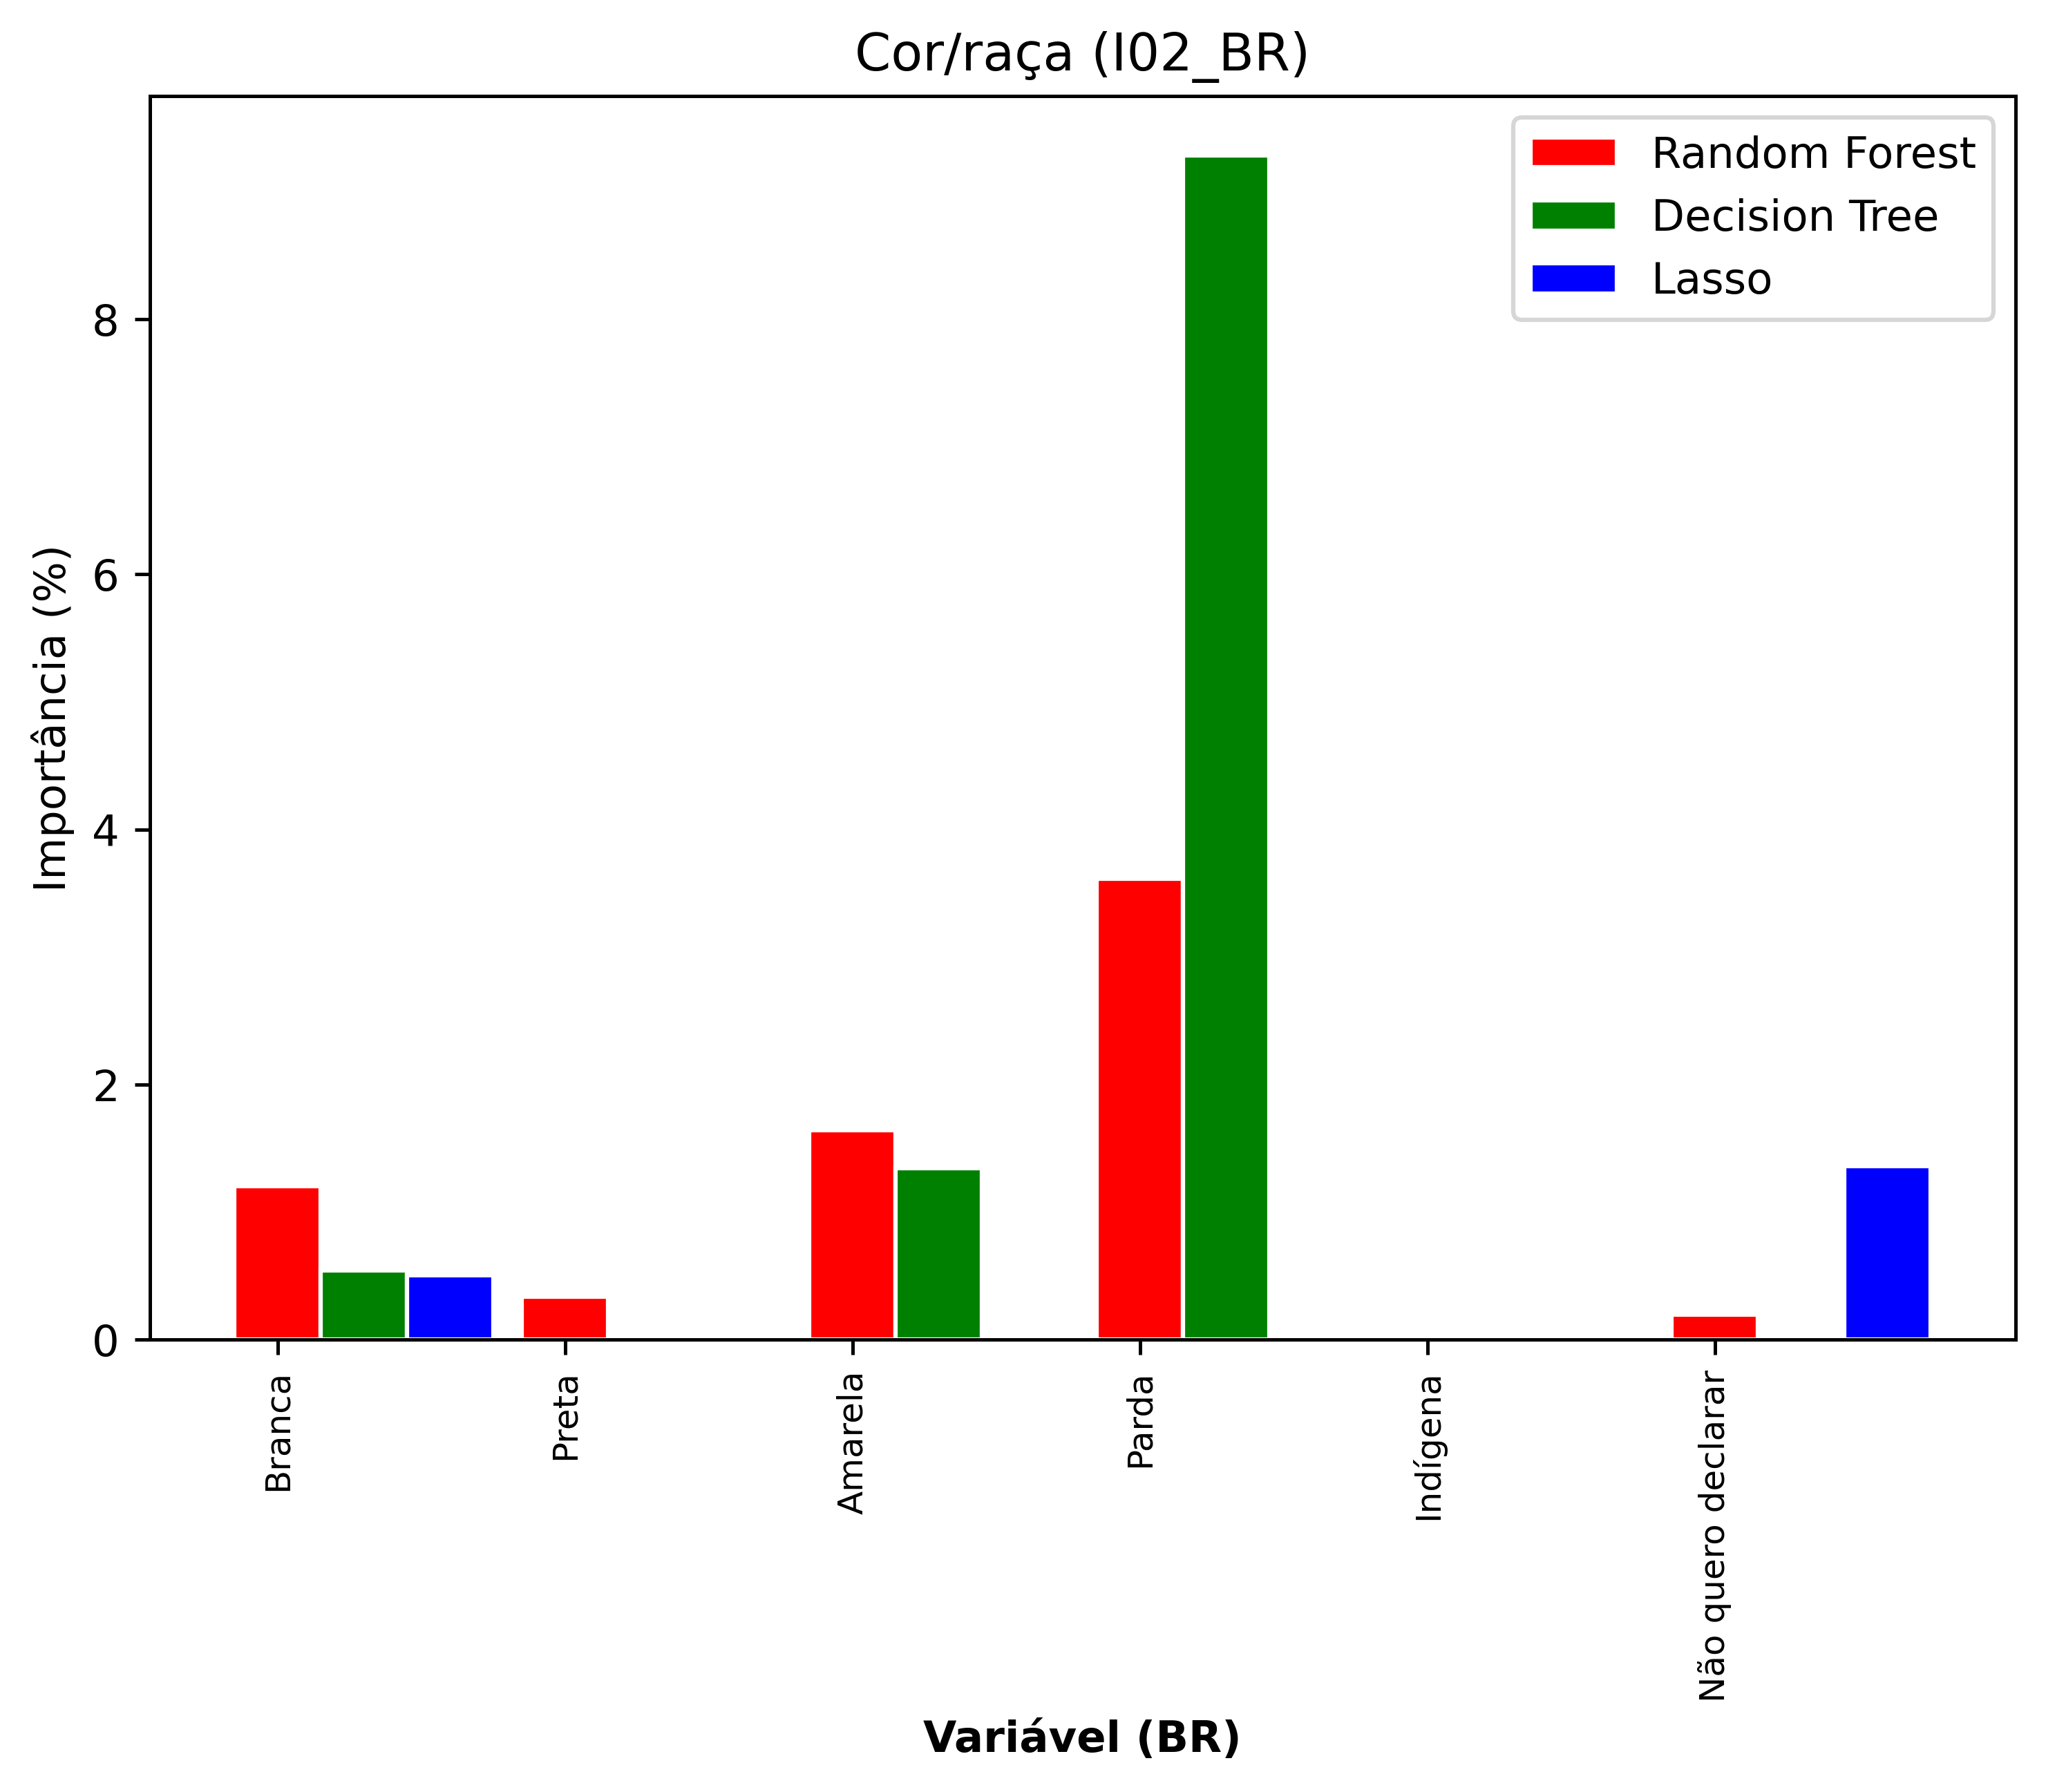 Cor/raça (I02_BR)
Random Forest
Decision Tree
Lasso
Importância (%)
8
6
4
2
0
Branca
Preta
Amarela
Parda
Indígena
Não quero declarar
Variável (BR)